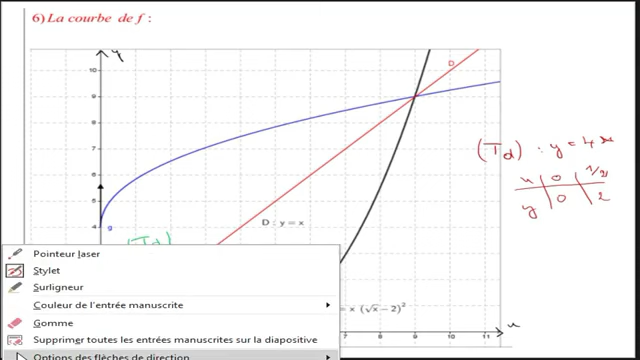 6) La courbe de f :
y
10
9
8
7
6
5
4
D
g
(Td) : y = 4x
x 0 1/2
y 0 2
D : y = x
(Td)
= x (√x − 2)²
7 8 9 10 11
x
Pointeur laser
Stylet
Surligneur
Couleur de l'entrée manuscrite
Gomme
Supprimer toutes les entrées manuscrites sur la diapositive
Options des flèches de direction